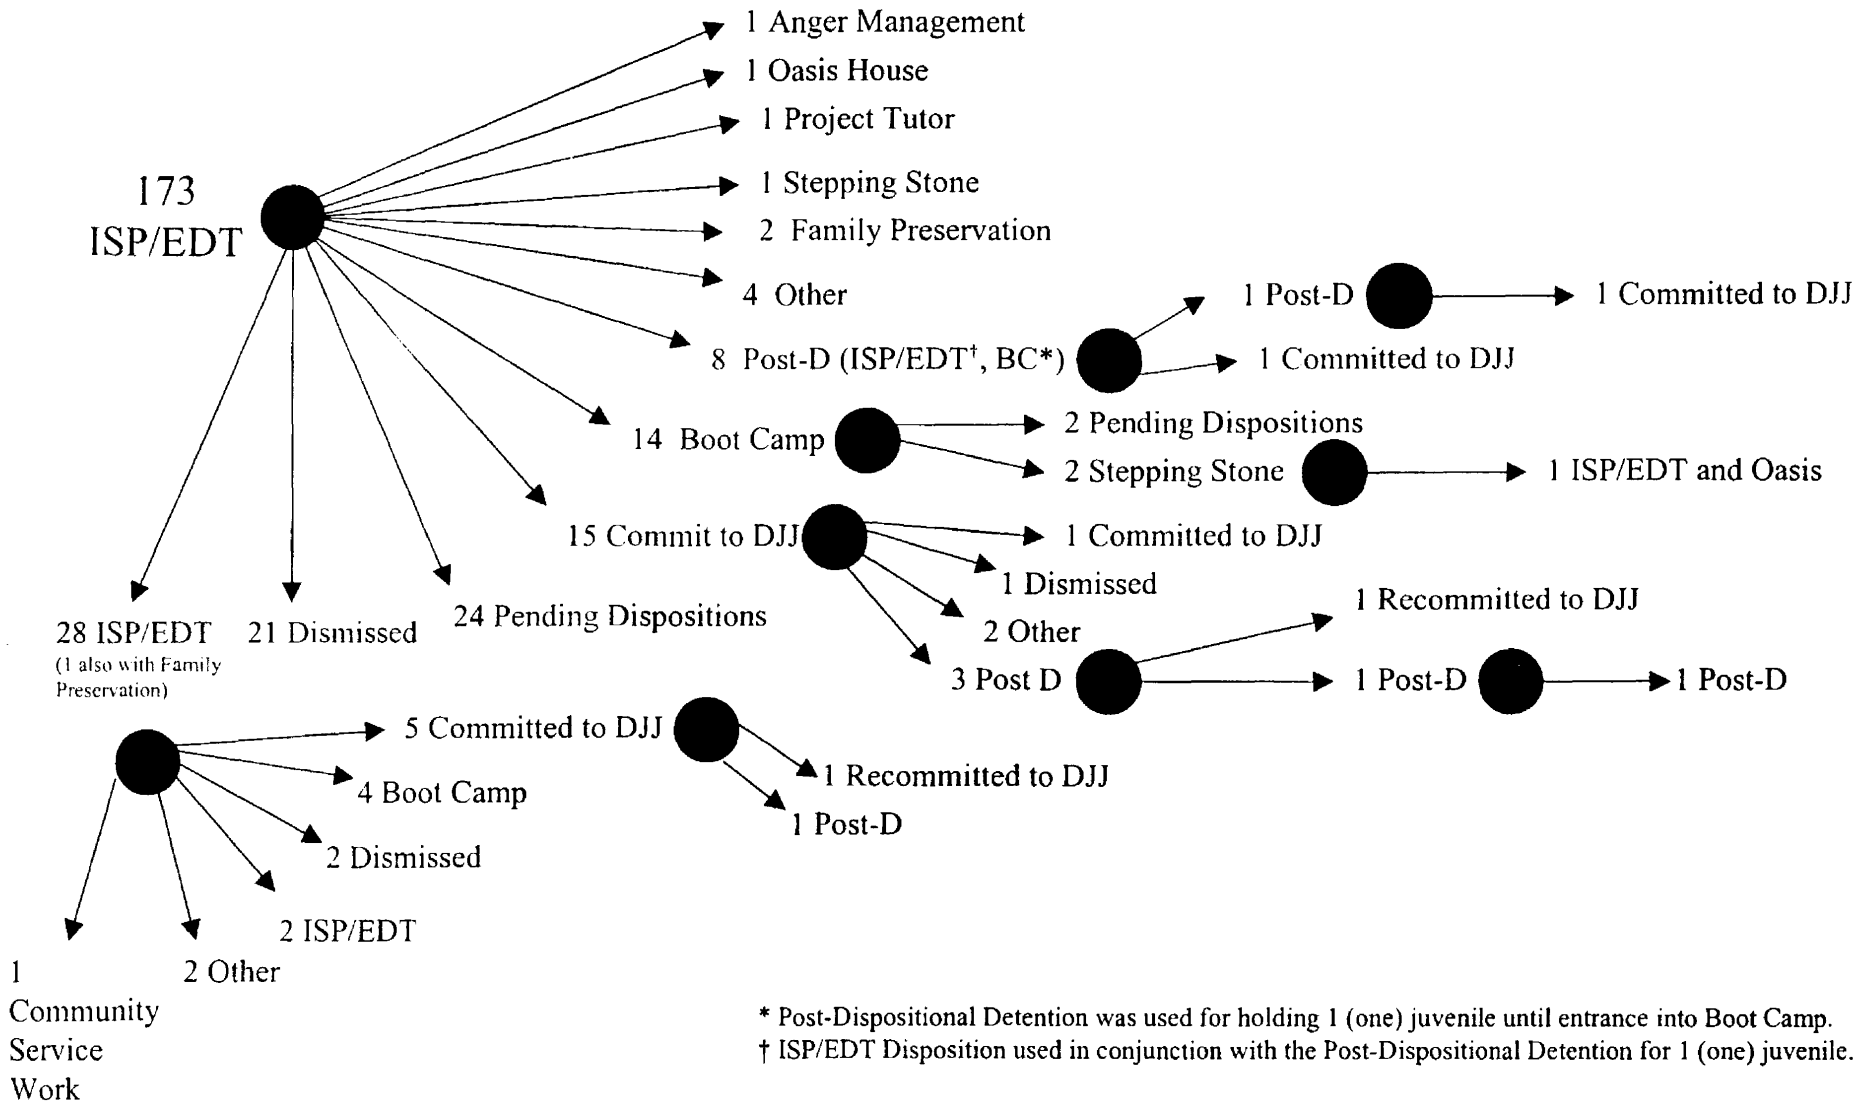 1 Anger Management
1 Oasis House
1 Project Tutor
173
ISP/EDT
1 Stepping Stone
2 Family Preservation
4 Other
1 Post-D
1 Committed to DJJ
8 Post-D (ISP/EDT†, BC*)
1 Committed to DJJ
14 Boot Camp
2 Pending Dispositions
2 Stepping Stone
1 ISP/EDT and Oasis
15 Commit to DJJ
1 Committed to DJJ
1 Dismissed
2 Other
3 Post D
1 Recommitted to DJJ
1 Post-D
1 Post-D
28 ISP/EDT
(1 also with Family
Preservation)
21 Dismissed
24 Pending Dispositions
5 Committed to DJJ
1 Recommitted to DJJ
1 Post-D
4 Boot Camp
2 Dismissed
2 ISP/EDT
2 Other
1
Community
Service
Work
* Post-Dispositional Detention was used for holding 1 (one) juvenile until entrance into Boot Camp.
† ISP/EDT Disposition used in conjunction with the Post-Dispositional Detention for 1 (one) juvenile.